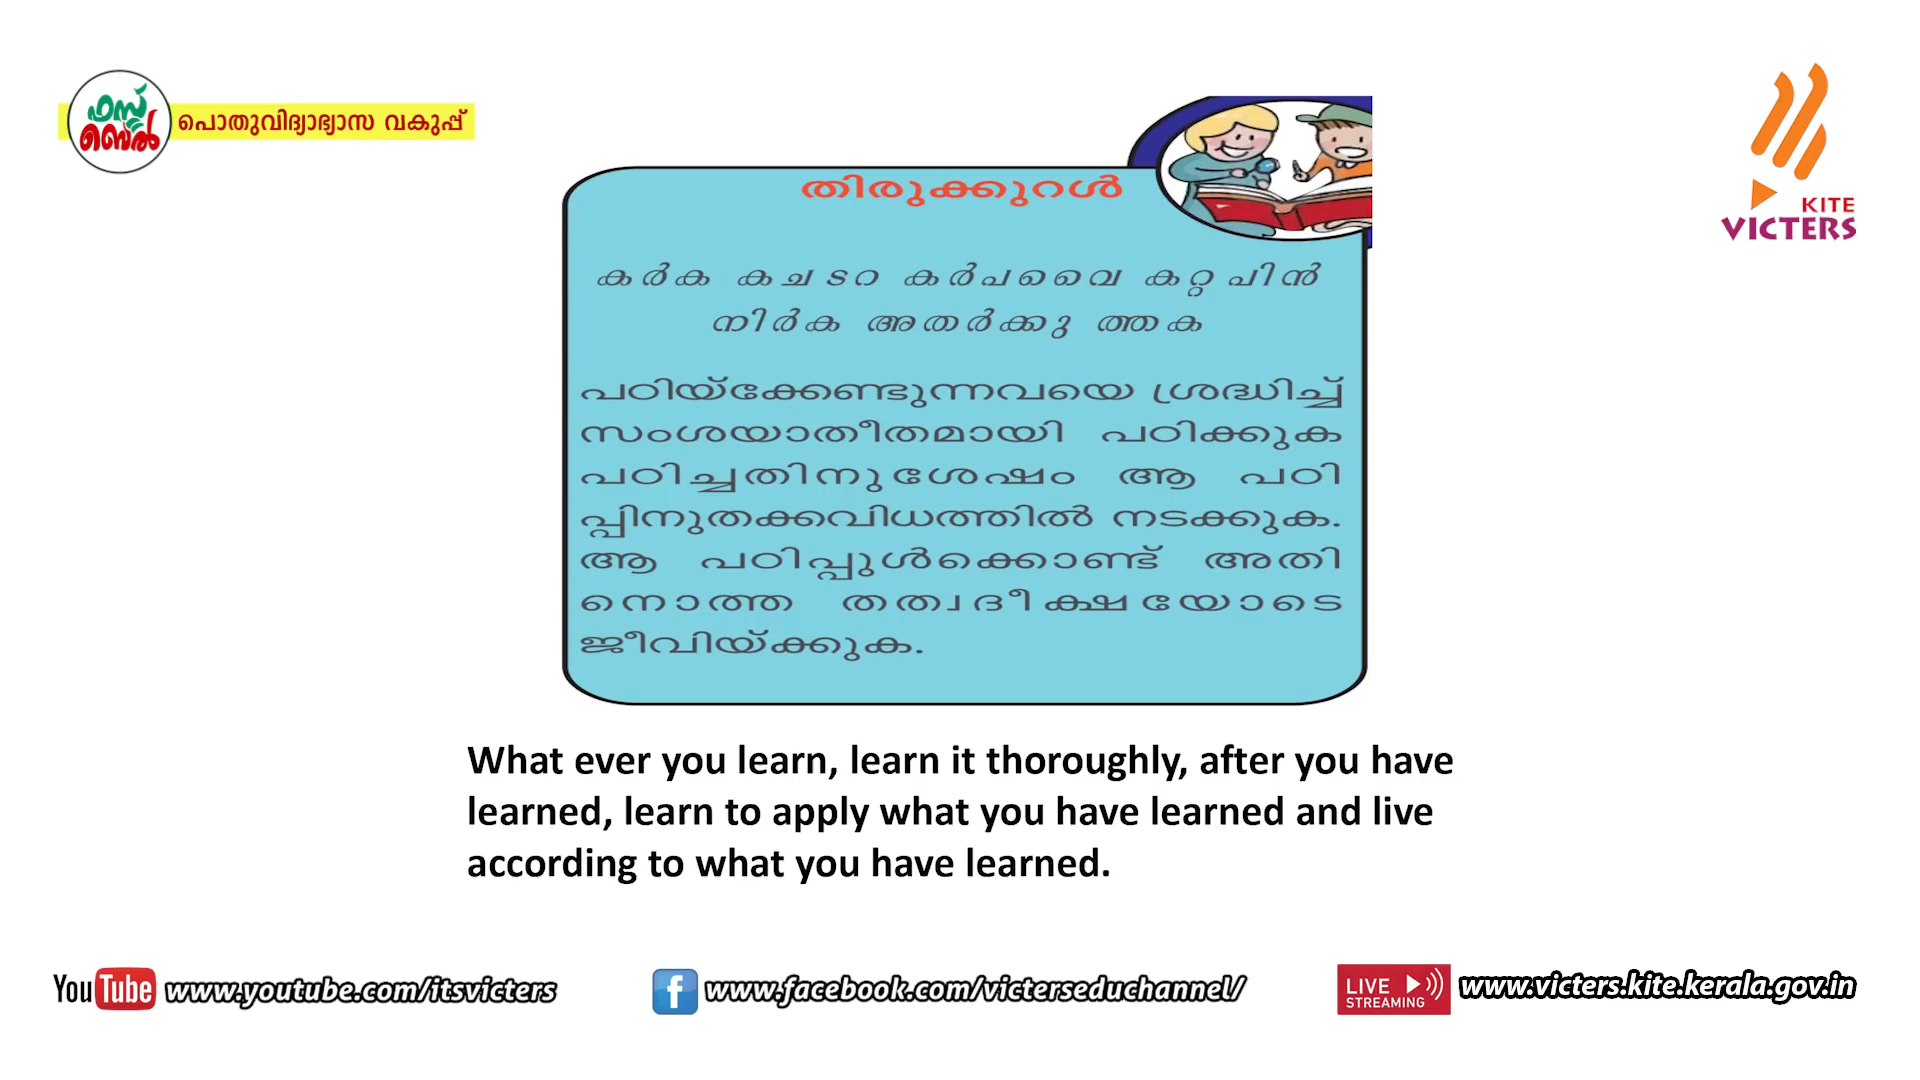 ഫസ്റ്റ്
ബെൽ
പൊതുവിദ്യാഭ്യാസ വകുപ്പ്
KITE
VICTERS
തിരുക്കുറൾ
കർക കചടറ കർപവൈ കറ്റപിൻ
നിർക അതർക്കു ത്തക
പഠിയ്ക്കേണ്ടുന്നവയെ ശ്രദ്ധിച്ച്
സംശയാതീതമായി പഠിക്കുക
പഠിച്ചതിനുശേഷം ആ പഠി
പ്പിനുതക്കവിധത്തിൽ നടക്കുക.
ആ പഠിപ്പുൾക്കൊണ്ട് അതി
നൊത്ത തത്വദീക്ഷയോടെ
ജീവിയ്ക്കുക.
What ever you learn, learn it thoroughly, after you have
learned, learn to apply what you have learned and live
according to what you have learned.
YouTube www.youtube.com/itsvicters
f www.facebook.com/victerseduchannel/
LIVE STREAMING www.victers.kite.kerala.gov.in